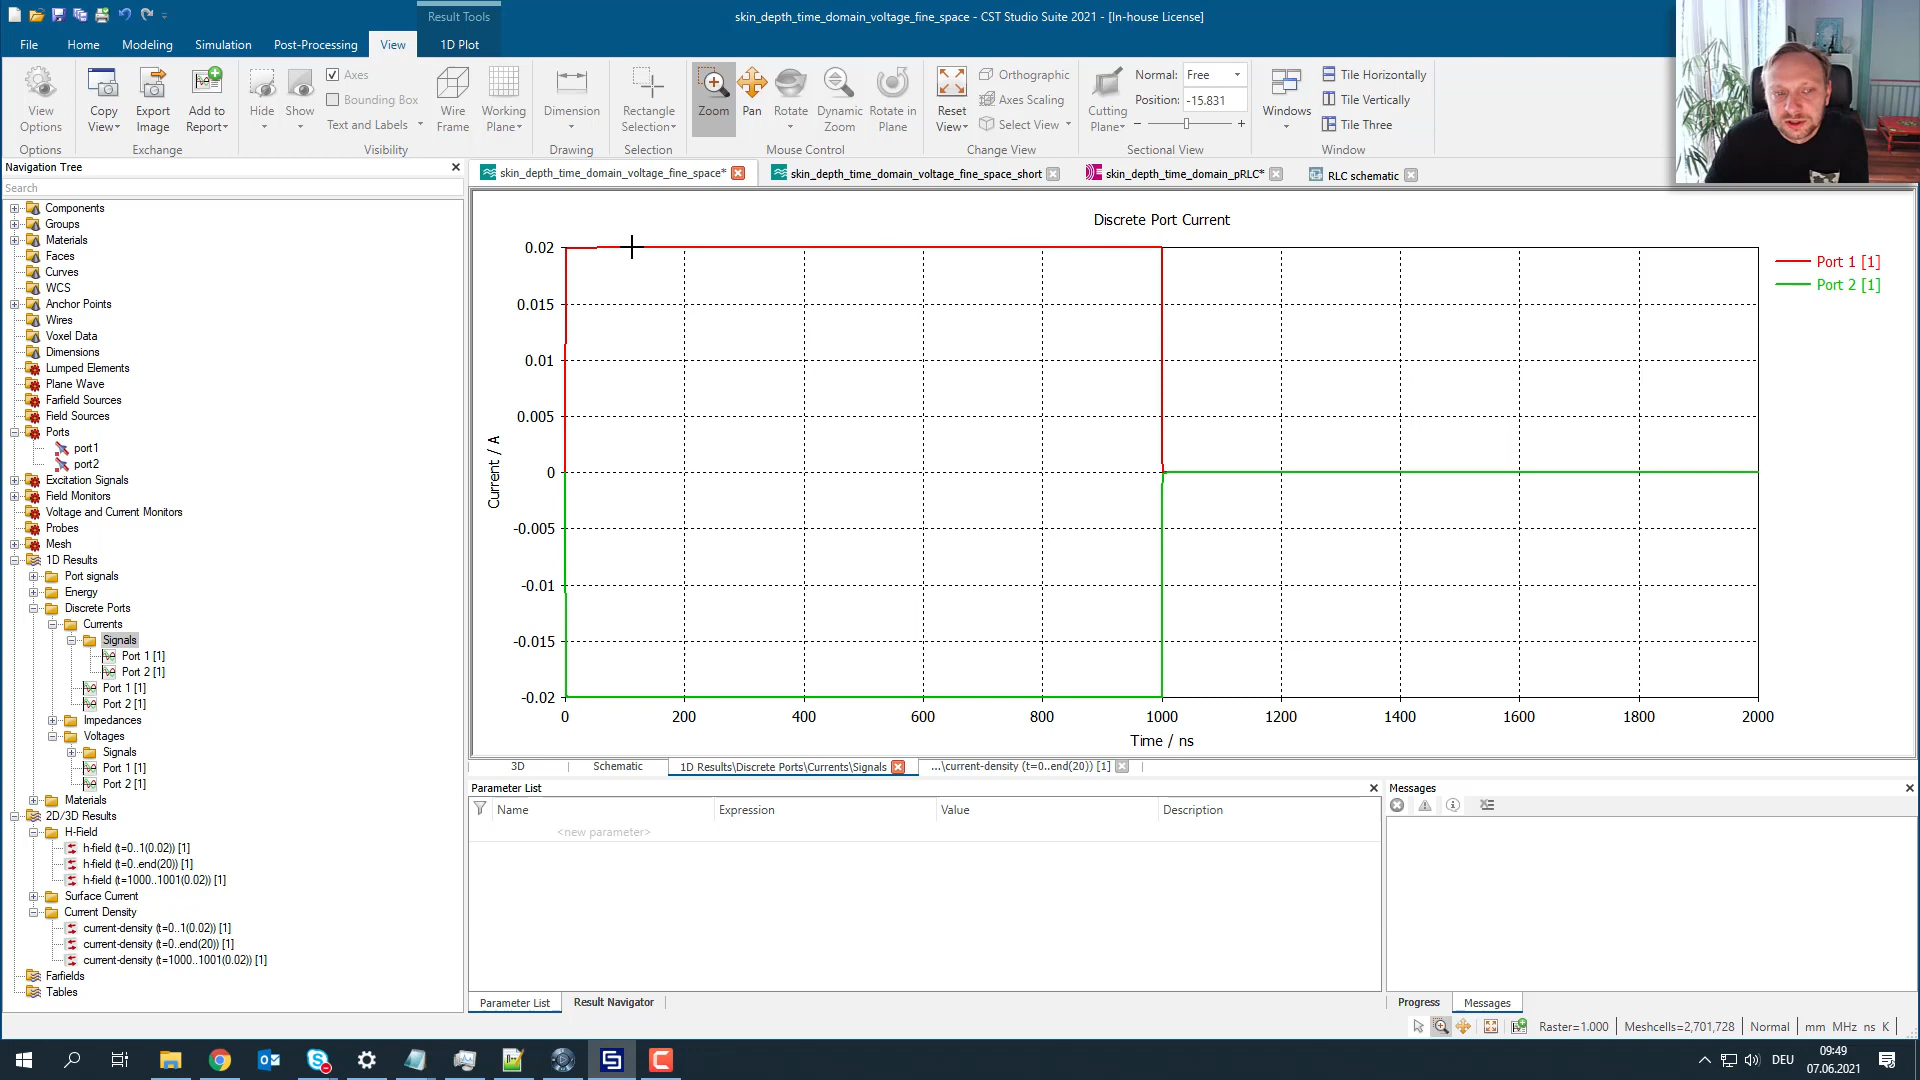 Result Tools
skin_depth_time_domain_voltage_fine_space - CST Studio Suite 2021 - [In-house License]
File Home Modeling Simulation Post-Processing View 1D Plot
View Options
Copy View
Export Image
Add to Report
Hide
Show
Axes
Bounding Box
Text and Labels
Wire Frame
Working Plane
Dimension
Rectangle Selection
Zoom
Pan
Rotate
Dynamic Zoom
Rotate in Plane
Reset View
Orthographic
Axes Scaling
Select View
Cutting Plane
Normal: Free
Position: -15.831
Windows
Tile Horizontally
Tile Vertically
Tile Three
Options Exchange Visibility Drawing Selection Mouse Control Change View Sectional View Window
Navigation Tree
Search
Components
Groups
Materials
Faces
Curves
WCS
Anchor Points
Wires
Voxel Data
Dimensions
Lumped Elements
Plane Wave
Farfield Sources
Field Sources
Ports
port1
port2
Excitation Signals
Field Monitors
Voltage and Current Monitors
Probes
Mesh
1D Results
Port signals
Energy
Discrete Ports
Currents
Signals
Port 1 [1]
Port 2 [1]
Port 1 [1]
Port 2 [1]
Impedances
Voltages
Signals
Port 1 [1]
Port 2 [1]
Materials
2D/3D Results
H-Field
h-field (t=0..1(0.02)) [1]
h-field (t=0..end(20)) [1]
h-field (t=1000..1001(0.02)) [1]
Surface Current
Current Density
current-density (t=0..1(0.02)) [1]
current-density (t=0..end(20)) [1]
current-density (t=1000..1001(0.02)) [1]
Farfields
Tables
skin_depth_time_domain_voltage_fine_space* skin_depth_time_domain_voltage_fine_space_short skin_depth_time_domain_pRLC* RLC schematic
Discrete Port Current
Port 1 [1]
Port 2 [1]
0.02
0.015
0.01
0.005
0
-0.005
-0.01
-0.015
-0.02
Current / A
0 200 400 600 800 1000 1200 1400 1600 1800 2000
Time / ns
3D Schematic 1D Results\Discrete Ports\Currents\Signals ...\current-density (t=0..end(20)) [1]
Parameter List
Name Expression Value Description
<new parameter>
Parameter List Result Navigator
Messages
Progress Messages
Raster=1.000 Meshcells=2,701,728 Normal mm MHz ns K
DEU
09:49
07.06.2021